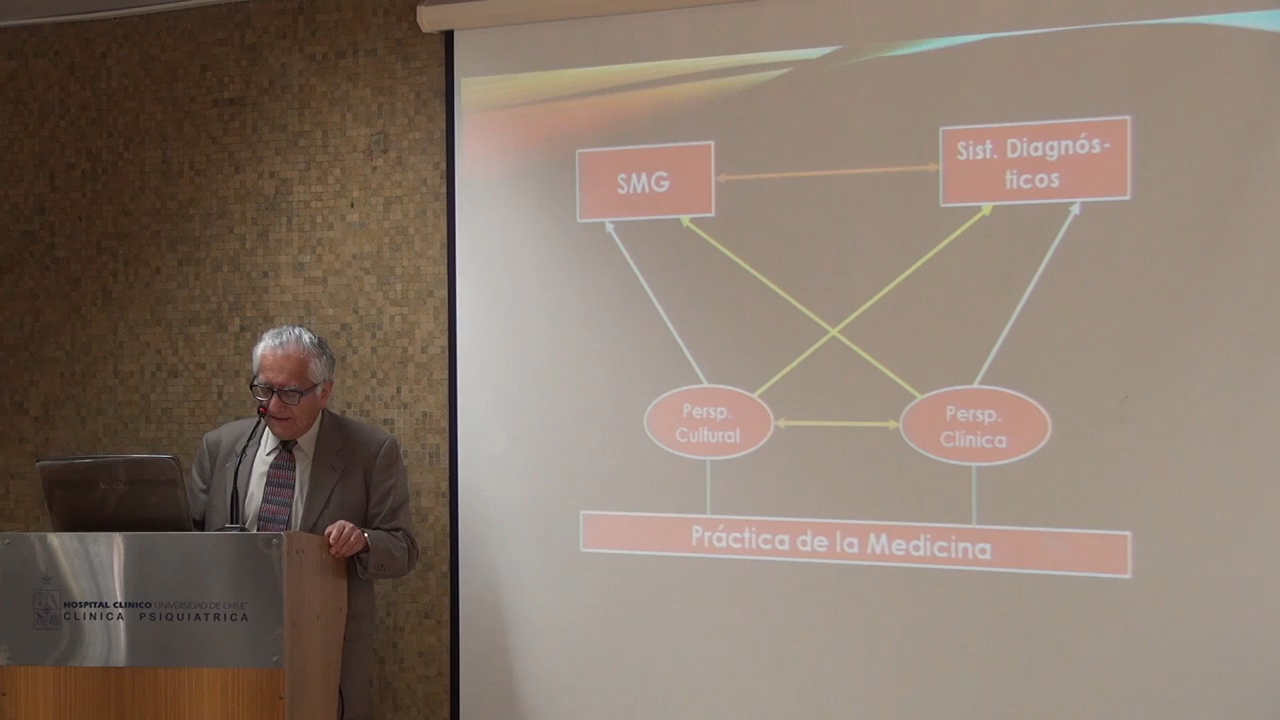 SMG
Sist. Diagnós-
ticos
Persp.
Cultural
Persp.
Clínica
Práctica de la Medicina
HOSPITAL CLINICO UNIVERSIDAD DE CHILE
CLINICA PSIQUIATRICA